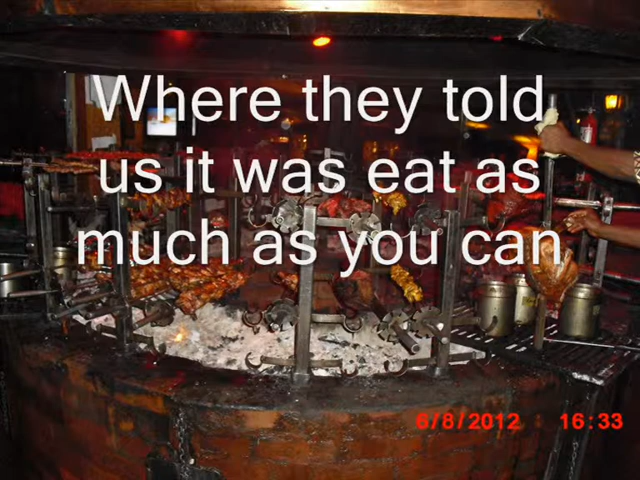 Where they told
us it was eat as
much as you can
6/8/2012 16:33